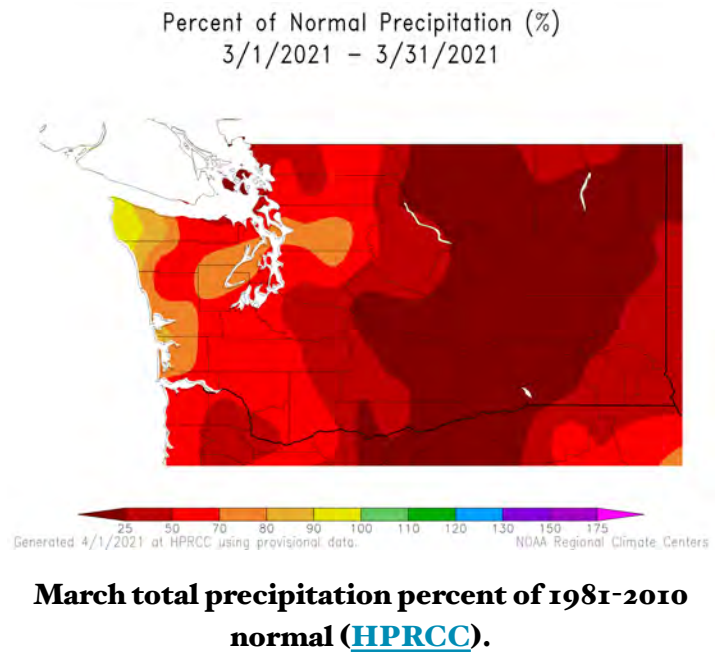 Percent of Normal Precipitation (%)
3/1/2021 – 3/31/2021
25 50 70 80 90 100 110 120 130 150 175
Generated 4/1/2021 at HPRCC using provisional data. NOAA Regional Climate Centers
March total precipitation percent of 1981-2010
normal (HPRCC).